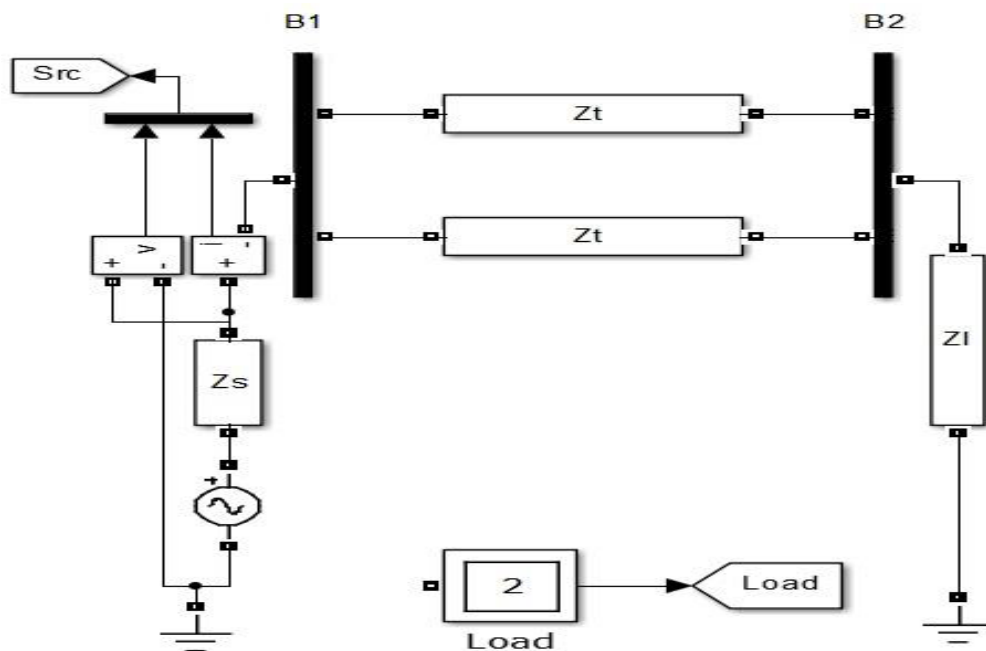 B1
B2
Src
Zt
Zt
+ v -
i -
+
Zs
Zl
+
2
Load
Load